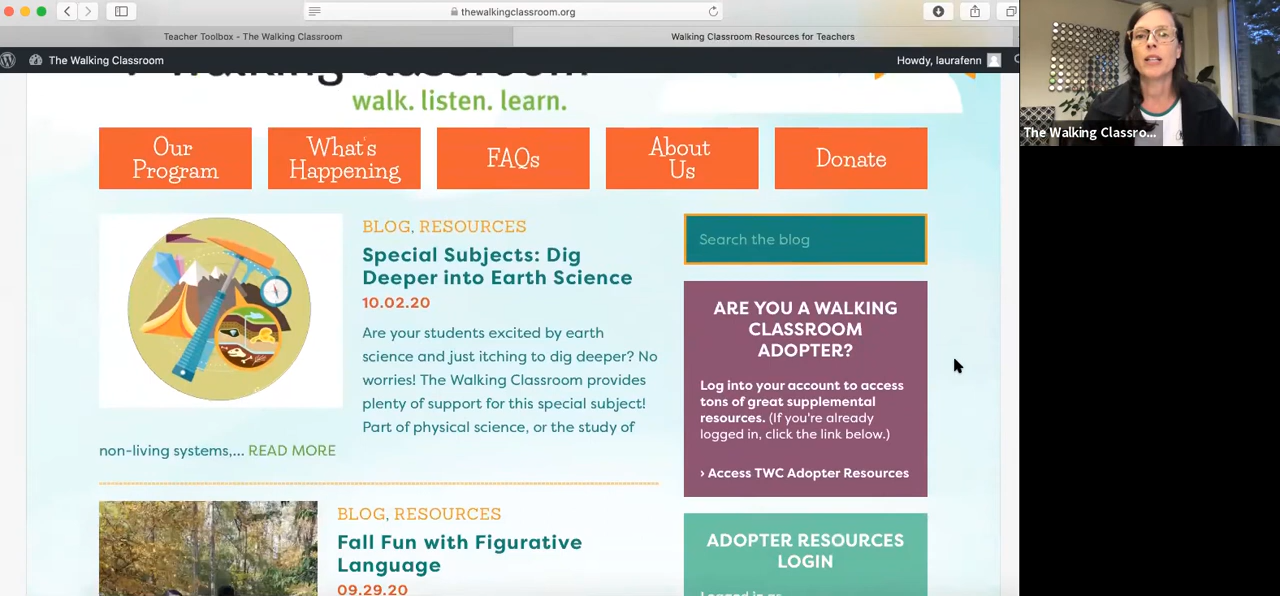 thewalkingclassroom.org
Teacher Toolbox - The Walking Classroom
Walking Classroom Resources for Teachers
The Walking Classroom
Howdy, laurafenn
walking classroom
walk. listen. learn.
Our
Program
What's
Happening
FAQs
About
Us
Donate
BLOG, RESOURCES
Special Subjects: Dig
Deeper into Earth Science
10.02.20
Are your students excited by earth
science and just itching to dig deeper? No
worries! The Walking Classroom provides
plenty of support for this special subject!
Part of physical science, or the study of
non-living systems,... READ MORE
BLOG, RESOURCES
Fall Fun with Figurative
Language
09.29.20
Search the blog
ARE YOU A WALKING
CLASSROOM
ADOPTER?
Log into your account to access
tons of great supplemental
resources. (If you're already
logged in, click the link below.)
› Access TWC Adopter Resources
ADOPTER RESOURCES
LOGIN
Logged in as
The Walking Classro...